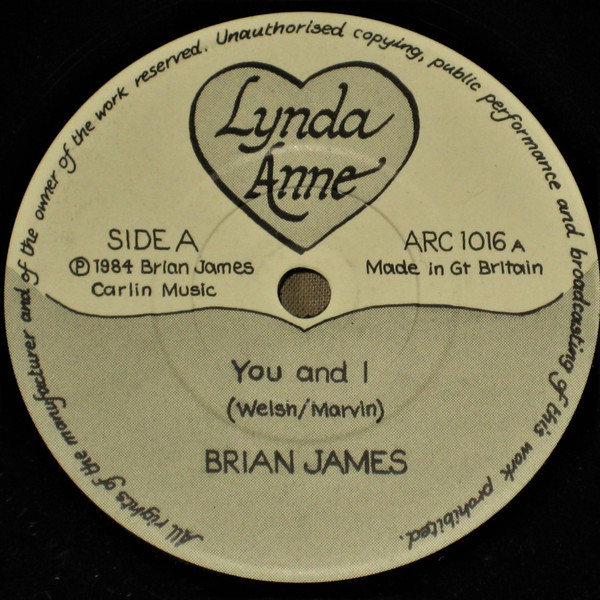 All rights of the manufacturer and of the owner of the work reserved. Unauthorised copying, public performance and broadcasting of this work prohibited.
Lynda
Anne
SIDE A
℗ 1984 Brian James
Carlin Music
ARC 1016 A
Made in Gt Britain
You and I
(Welsh/Marvin)
BRIAN JAMES